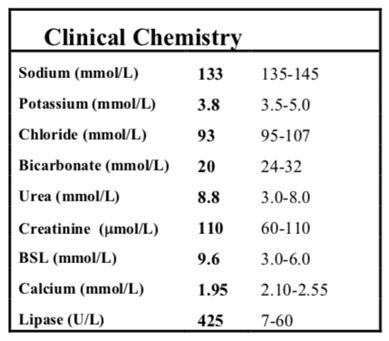 Clinical Chemistry
Sodium (mmol/L) 133 135-145
Potassium (mmol/L) 3.8 3.5-5.0
Chloride (mmol/L) 93 95-107
Bicarbonate (mmol/L) 20 24-32
Urea (mmol/L) 8.8 3.0-8.0
Creatinine (μmol/L) 110 60-110
BSL (mmol/L) 9.6 3.0-6.0
Calcium (mmol/L) 1.95 2.10-2.55
Lipase (U/L) 425 7-60